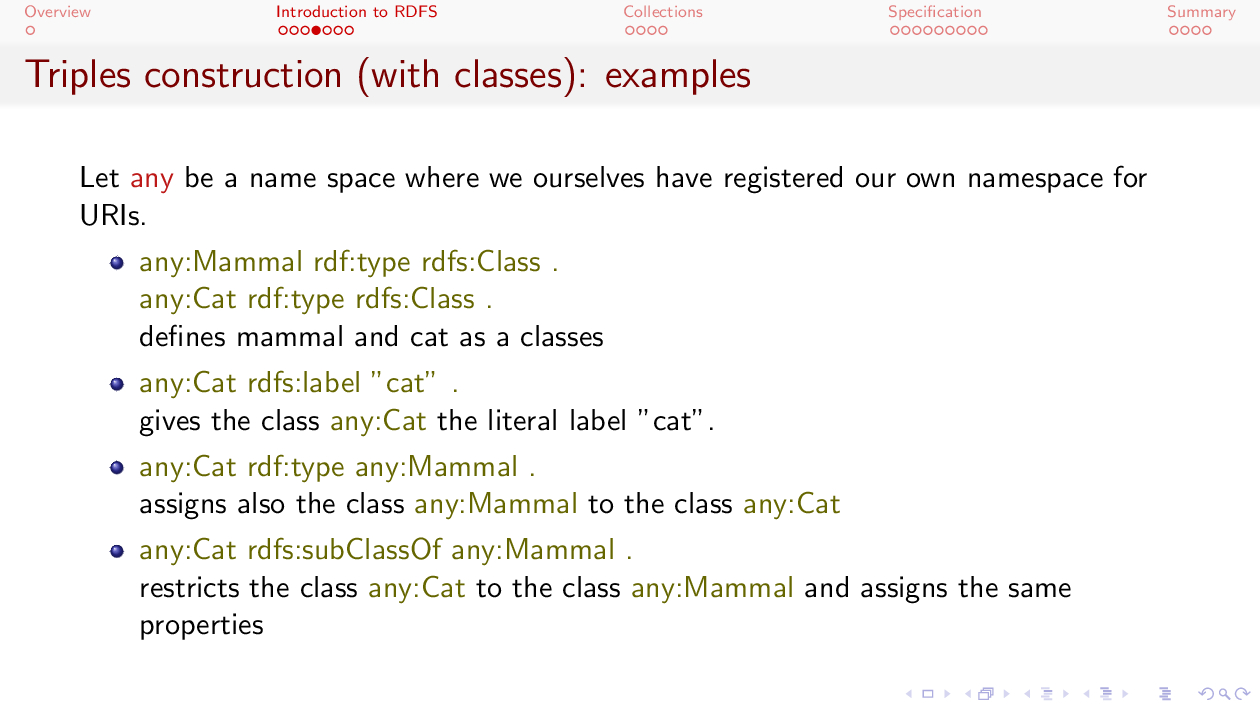 Overview
Introduction to RDFS
Collections
Specification
Summary
Triples construction (with classes): examples
Let any be a name space where we ourselves have registered our own namespace for
URIs.
any:Mammal rdf:type rdfs:Class .
any:Cat rdf:type rdfs:Class .
defines mammal and cat as a classes
any:Cat rdfs:label ”cat” .
gives the class any:Cat the literal label ”cat”.
any:Cat rdf:type any:Mammal .
assigns also the class any:Mammal to the class any:Cat
any:Cat rdfs:subClassOf any:Mammal .
restricts the class any:Cat to the class any:Mammal and assigns the same
properties